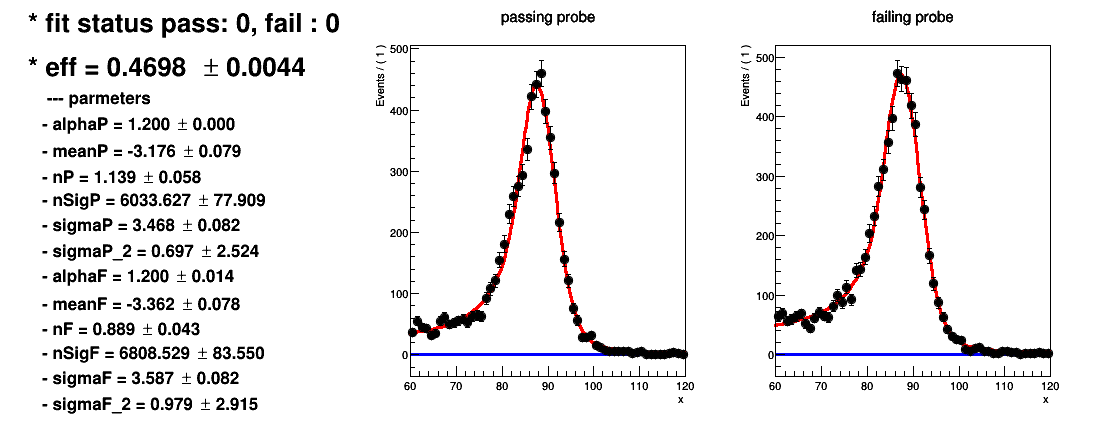 * fit status pass: 0, fail : 0
* eff = 0.4698 ± 0.0044
--- parmeters
- alphaP = 1.200 ± 0.000
- meanP = -3.176 ± 0.079
- nP = 1.139 ± 0.058
- nSigP = 6033.627 ± 77.909
- sigmaP = 3.468 ± 0.082
- sigmaP_2 = 0.697 ± 2.524
- alphaF = 1.200 ± 0.014
- meanF = -3.362 ± 0.078
- nF = 0.889 ± 0.043
- nSigF = 6808.529 ± 83.550
- sigmaF = 3.587 ± 0.082
- sigmaF_2 = 0.979 ± 2.915
passing probe
Events / ( 1 )
500
400
300
200
100
0
60 70 80 90 100 110 120
x
failing probe
Events / ( 1 )
500
400
300
200
100
0
60 70 80 90 100 110 120
x